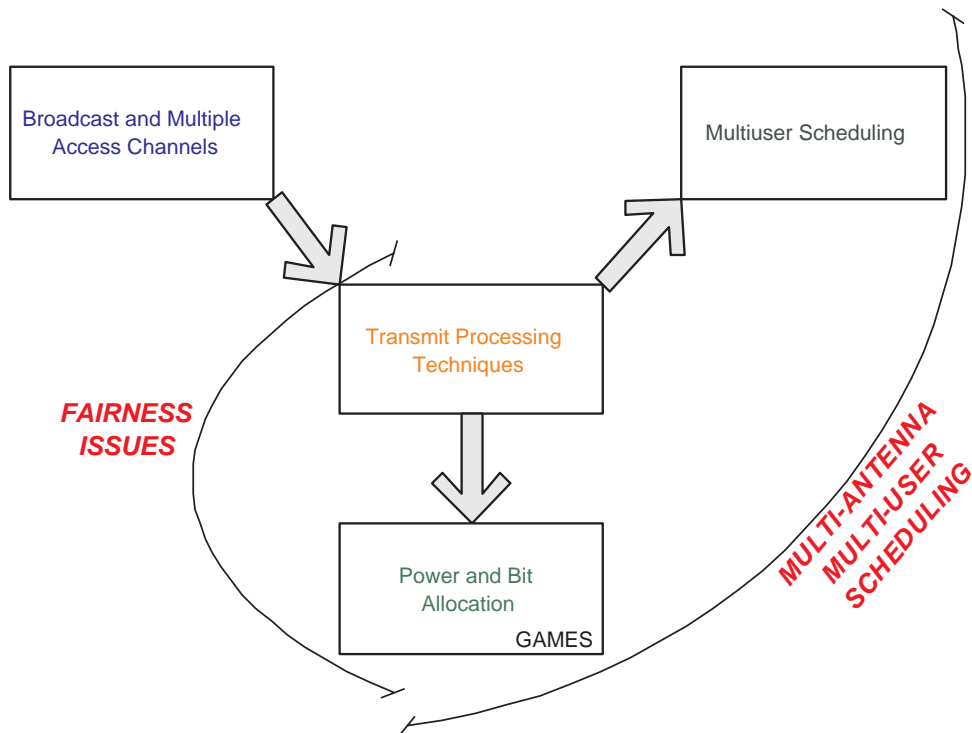 Broadcast and Multiple
Access Channels
Multiuser Scheduling
Transmit Processing
Techniques
FAIRNESS
ISSUES
MULTI-ANTENNA
MULTI-USER
SCHEDULING
Power and Bit
Allocation
GAMES